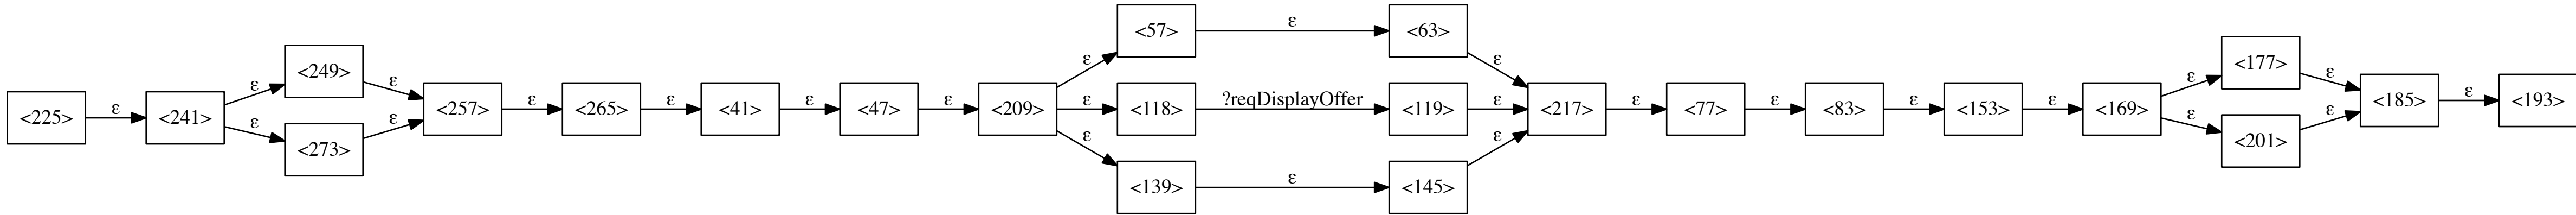 <57>
ε
<63>
<249>
ε
ε
ε
ε
<177>
ε
ε
<225>
ε
<241>
<257>
ε
<265>
ε
<41>
ε
<47>
ε
<209>
ε
<118>
?reqDisplayOffer
<119>
ε
<217>
ε
<77>
ε
<83>
ε
<153>
ε
<169>
<185>
ε
<193>
ε
<273>
ε
ε
<139>
ε
<145>
ε
ε
<201>
ε